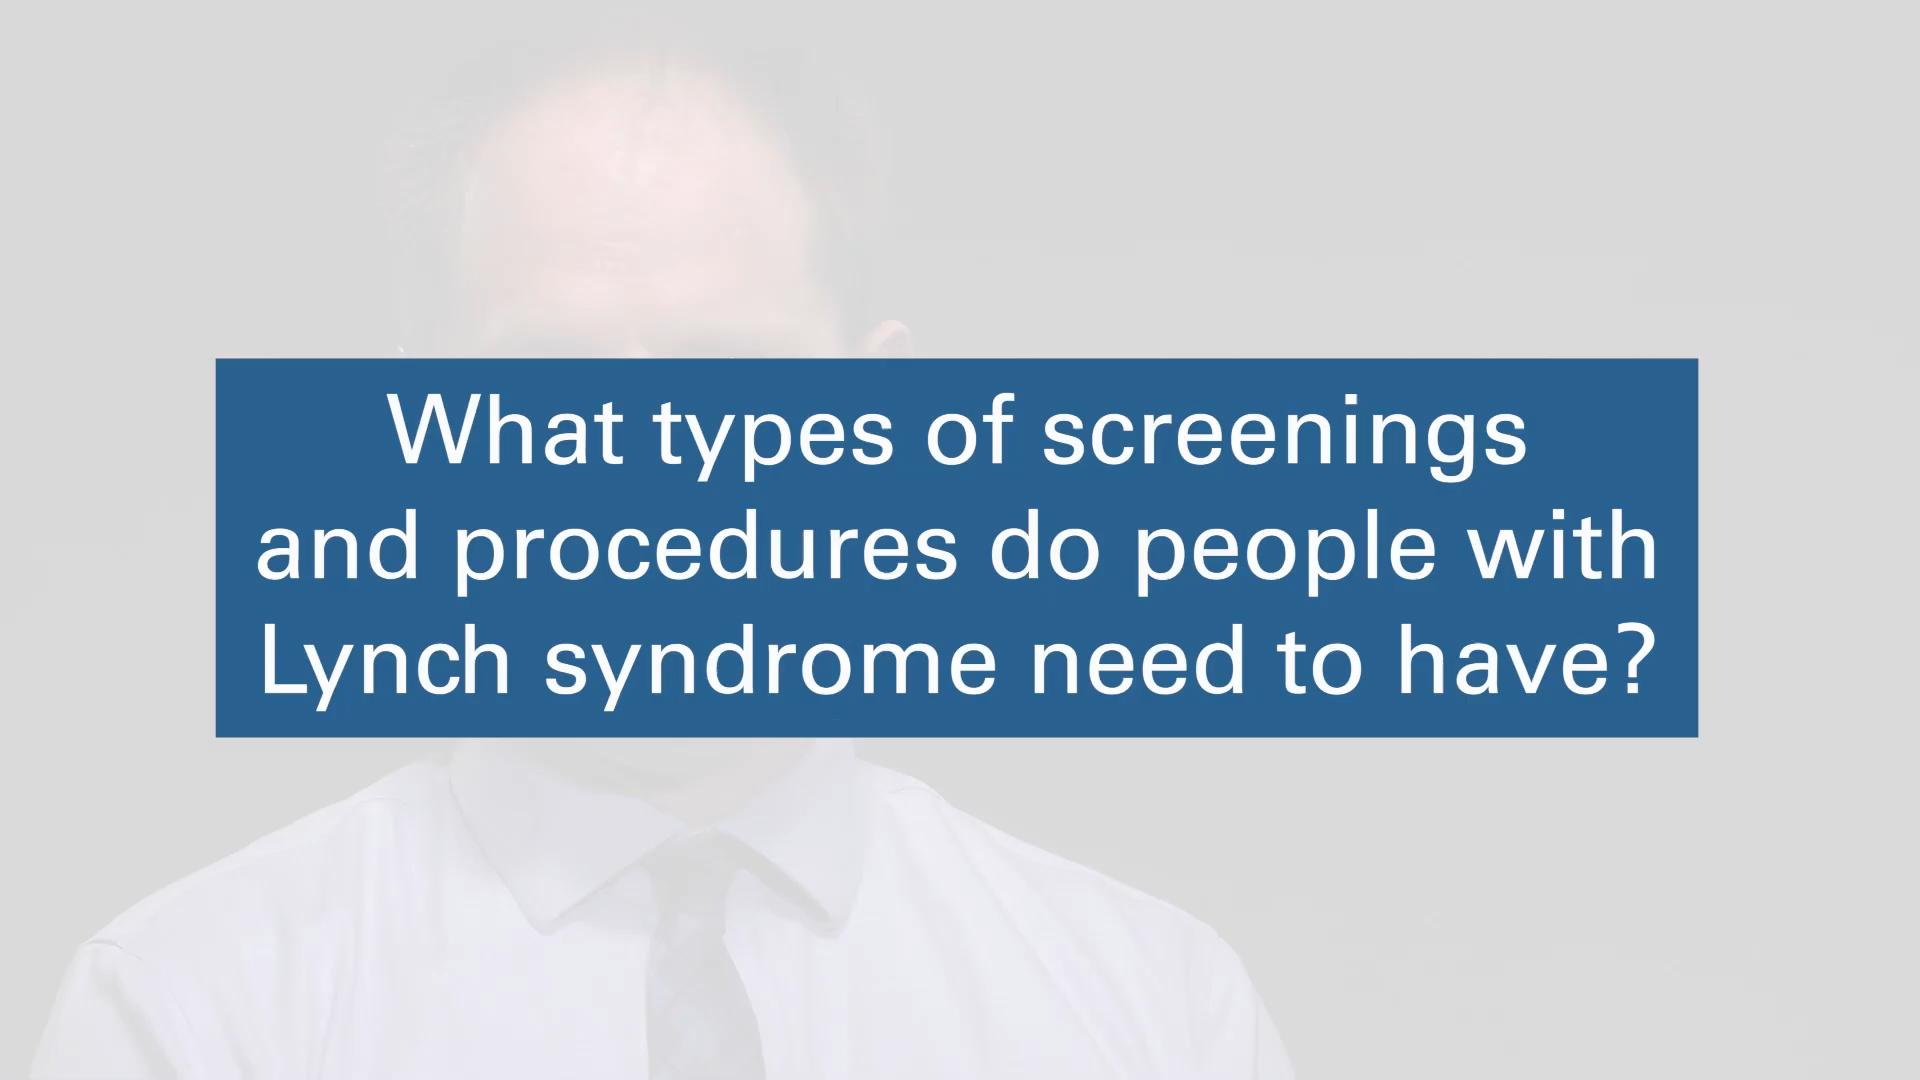 What types of screenings
and procedures do people with
Lynch syndrome need to have?